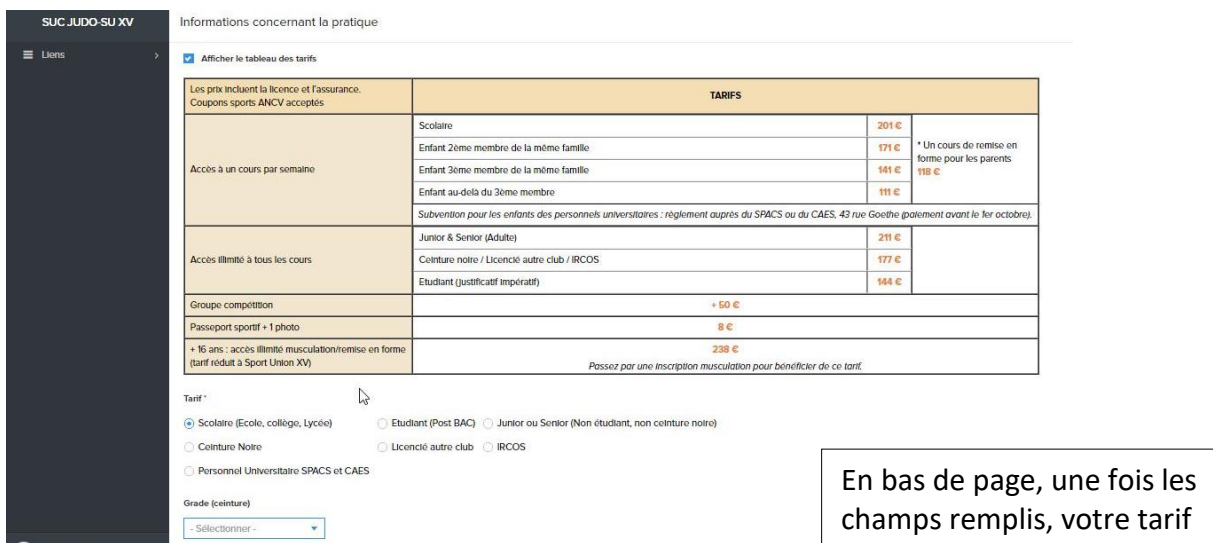 SUC JUDO-SU XV
Informations concernant la pratique
Liens
Afficher le tableau des tarifs
Les prix incluent la licence et l'assurance.
Coupons sports ANCV acceptés
TARIFS
Accès à un cours par semaine
Scolaire
201 €
Enfant 2ème membre de la même famille
171 €
Enfant 3ème membre de la même famille
141 €
Enfant au-delà du 3ème membre
111 €
* Un cours de remise en
forme pour les parents
118 €
Subvention pour les enfants des personnels universitaires : règlement auprès du SPACS ou du CAES, 43 rue Goethe (paiement avant le 1er octobre).
Accès illimité à tous les cours
Junior & Senior (Adulte)
211 €
Ceinture noire / Licencié autre club / IRCOS
177 €
Etudiant (justificatif impératif)
144 €
Groupe compétition
+ 50 €
Passeport sportif + 1 photo
8 €
+ 16 ans : accès illimité musculation/remise en forme
(tarif réduit à Sport Union XV)
238 €
Passez par une inscription musculation pour bénéficier de ce tarif.
Tarif *
Scolaire (Ecole, collège, Lycée)
Etudiant (Post BAC)
Junior ou Senior (Non étudiant, non ceinture noire)
Ceinture Noire
Licencié autre club
IRCOS
Personnel Universitaire SPACS et CAES
Grade (ceinture)
- Sélectionner -
En bas de page, une fois les
champs remplis, votre tarif